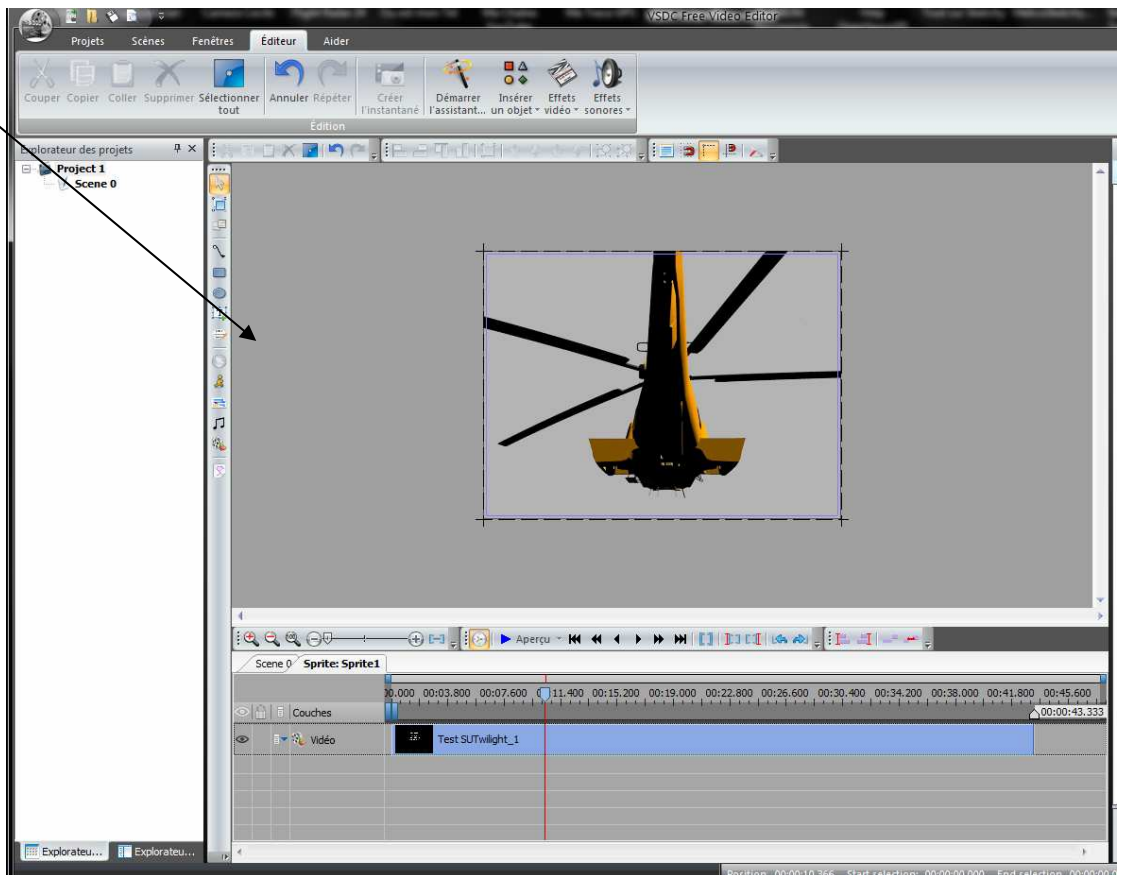 VSDC Free Video Editor
Projets Scènes Fenêtres Éditeur Aider
Couper Copier Coller Supprimer Sélectionner tout Annuler Répéter Créer l'instantané Démarrer l'assistant... Insérer un objet Effets vidéo Effets sonores
Édition
Explorateur des projets
Project 1
Scene 0
Aperçu
Scene 0 Sprite: Sprite1
00.000 00:03.800 00:07.600 11.400 00:15.200 00:19.000 00:22.800 00:26.600 00:30.400 00:34.200 00:38.000 00:41.800 00:45.600
Couches 00:00:43.333
Vidéo Test SUTwilight_1
Explorateu... Explorateu...
Position: 00:00:10.366 Start selection: 00:00:00.000 End selection: 00:00:00.0